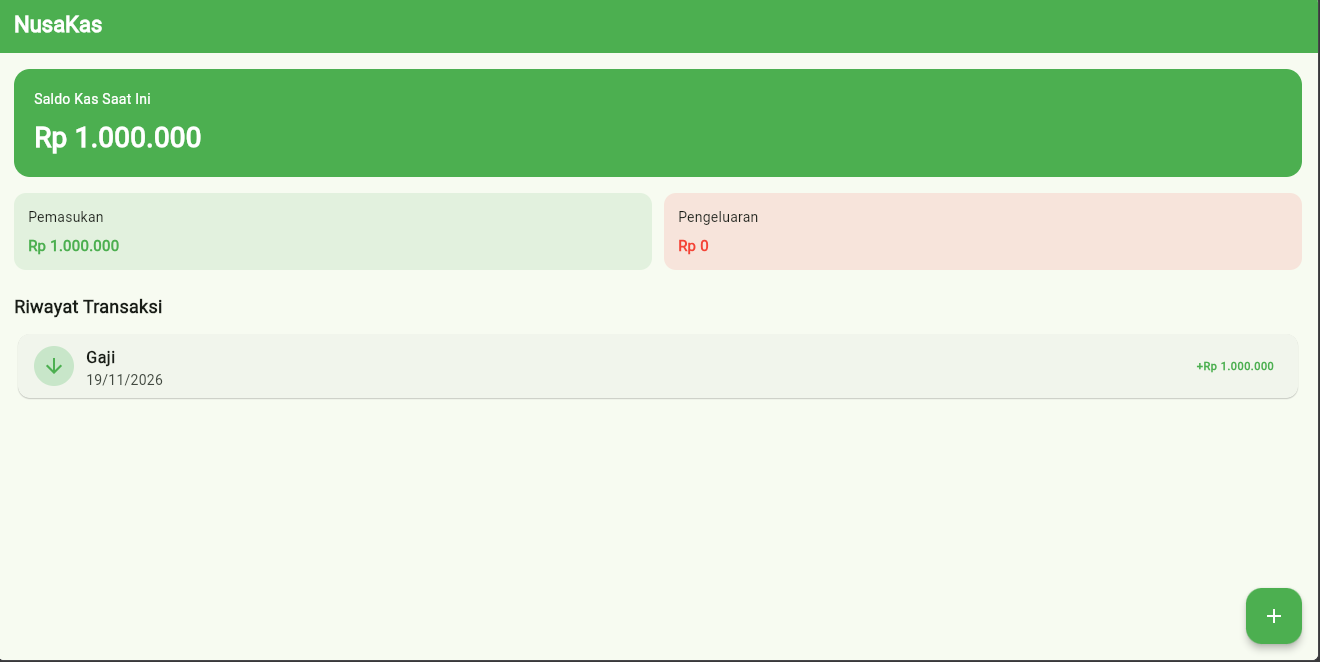 NusaKas
Saldo Kas Saat Ini
Rp 1.000.000
Pemasukan
Rp 1.000.000
Pengeluaran
Rp 0
Riwayat Transaksi
Gaji
19/11/2026
+Rp 1.000.000